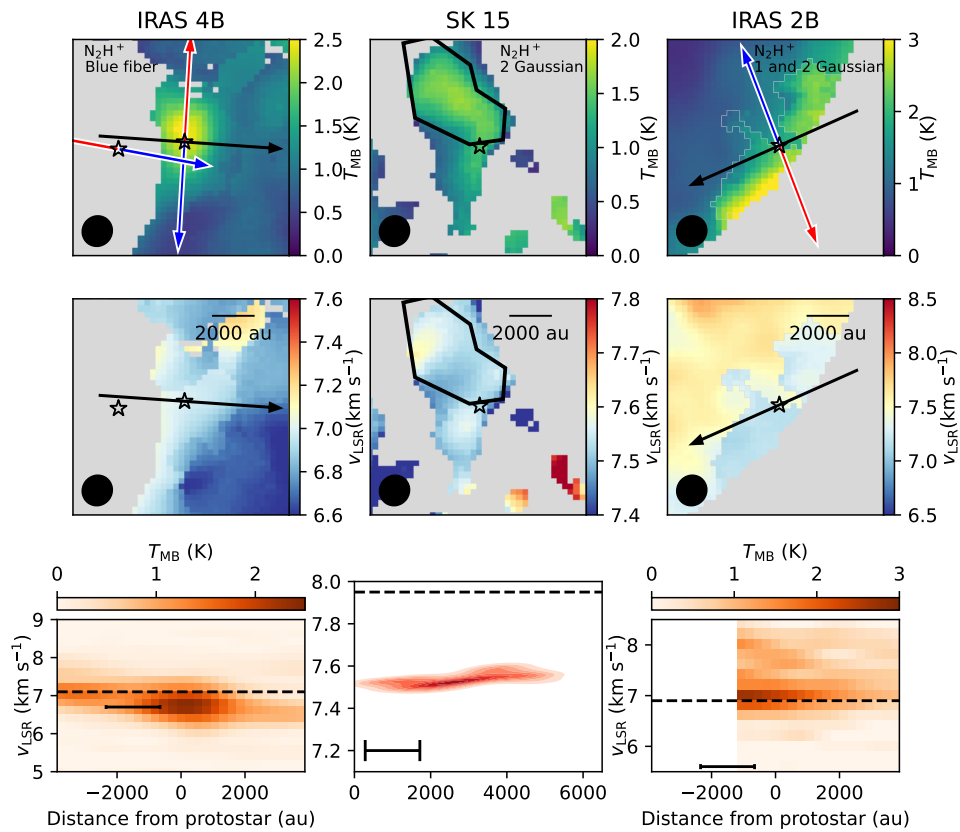 IRAS 4B
SK 15
IRAS 2B
N₂H⁺
Blue fiber
2.5
2.0
1.5
1.0
0.5
0.0
T_MB (K)
N₂H⁺
2 Gaussian
2.0
1.5
1.0
0.5
0.0
T_MB (K)
N₂H⁺
1 and 2 Gaussian
3
2
1
0
T_MB (K)
2000 au
7.6
7.4
7.2
7.0
6.8
6.6
v_LSR(km s⁻¹)
2000 au
7.8
7.7
7.6
7.5
7.4
v_LSR(km s⁻¹)
2000 au
8.5
8.0
7.5
7.0
6.5
v_LSR(km s⁻¹)
T_MB (K)
0 1 2
9
8
7
6
5
v_LSR (km s⁻¹)
−2000 0 2000
Distance from protostar (au)
8.0
7.8
7.6
7.4
7.2
0 2000 4000 6000
T_MB (K)
0 1 2 3
8
7
6
v_LSR (km s⁻¹)
−2000 0 2000
Distance from protostar (au)